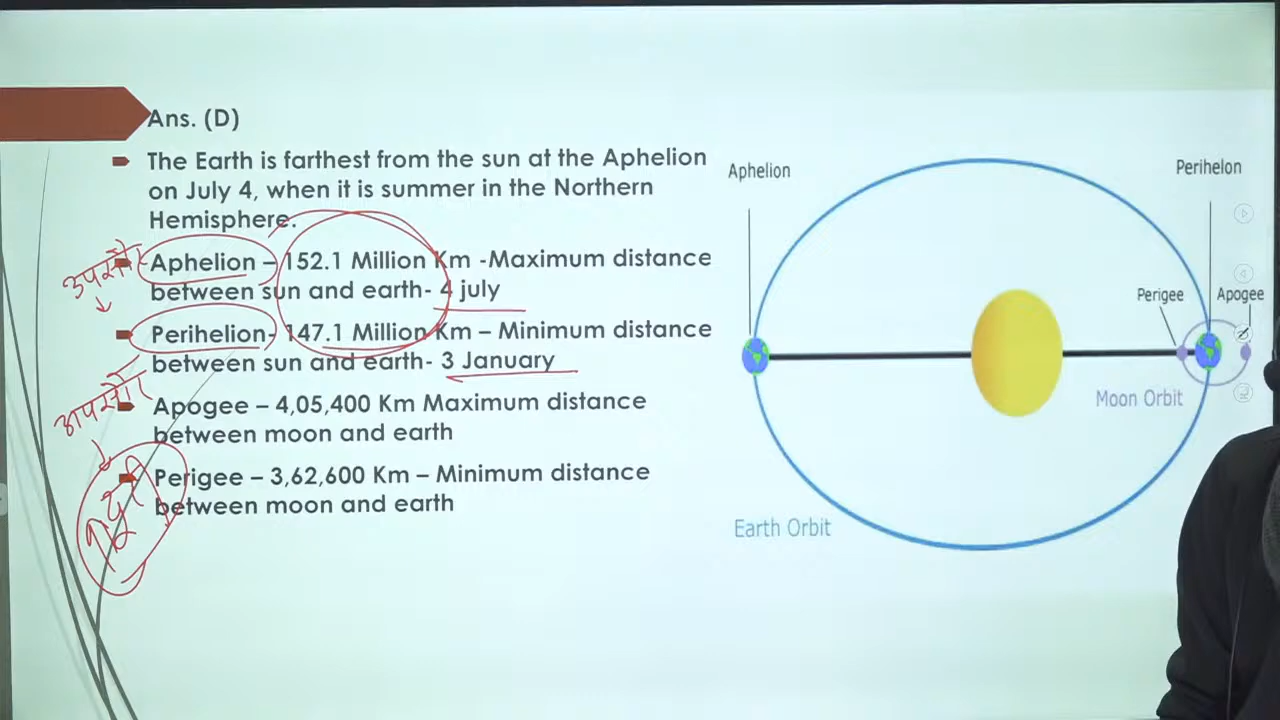 Ans. (D)
The Earth is farthest from the sun at the Aphelion
on July 4, when it is summer in the Northern
Hemisphere.
Aphelion – 152.1 Million Km -Maximum distance
between sun and earth- 4 july
Perihelion- 147.1 Million Km – Minimum distance
between sun and earth- 3 January
Apogee – 4,05,400 Km Maximum distance
between moon and earth
Perigee – 3,62,600 Km – Minimum distance
between moon and earth
Aphelion
Perihelon
Perigee
Apogee
Moon Orbit
Earth Orbit